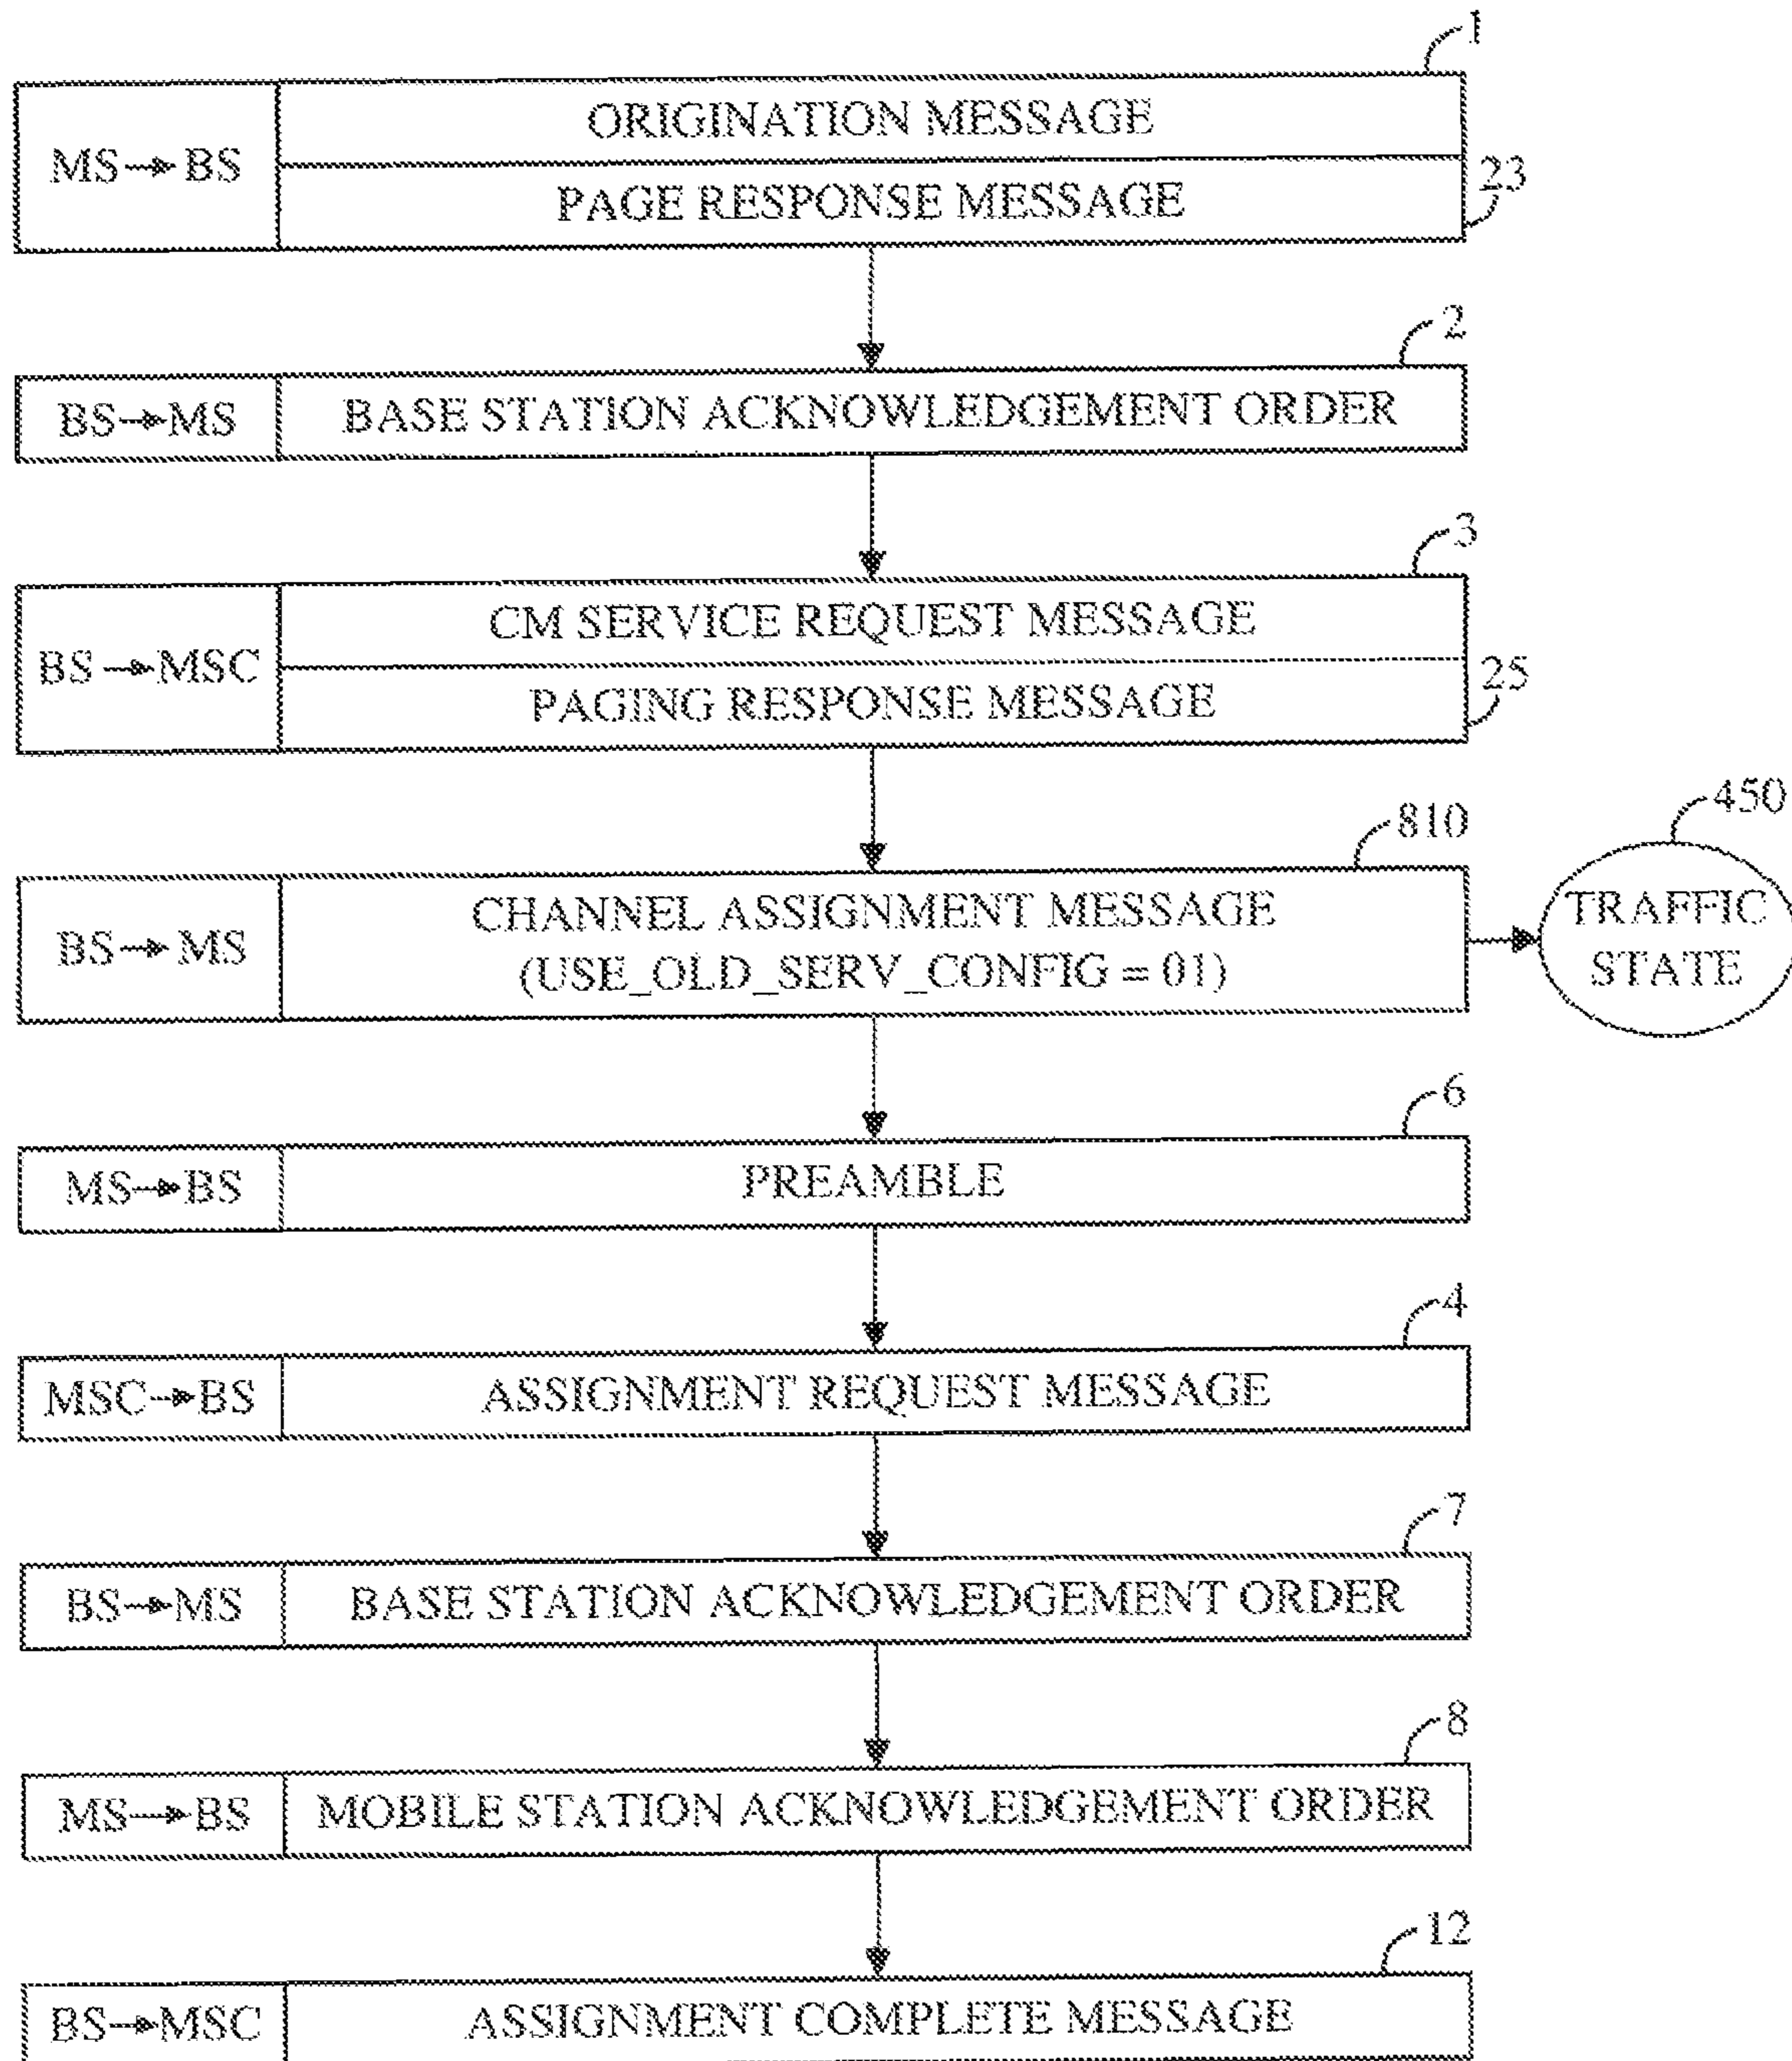 1
MS→BS
ORIGINATION MESSAGE
PAGE RESPONSE MESSAGE
23
2
BS→MS
BASE STATION ACKNOWLEDGEMENT ORDER
3
BS→MSC
CM SERVICE REQUEST MESSAGE
PAGING RESPONSE MESSAGE
25
810
450
BS→MS
CHANNEL ASSIGNMENT MESSAGE
(USE_OLD_SERV_CONFIG = 01)
TRAFFIC
STATE
6
MS→BS
PREAMBLE
4
MSC→BS
ASSIGNMENT REQUEST MESSAGE
7
BS→MS
BASE STATION ACKNOWLEDGEMENT ORDER
8
MS→BS
MOBILE STATION ACKNOWLEDGEMENT ORDER
12
BS→MSC
ASSIGNMENT COMPLETE MESSAGE